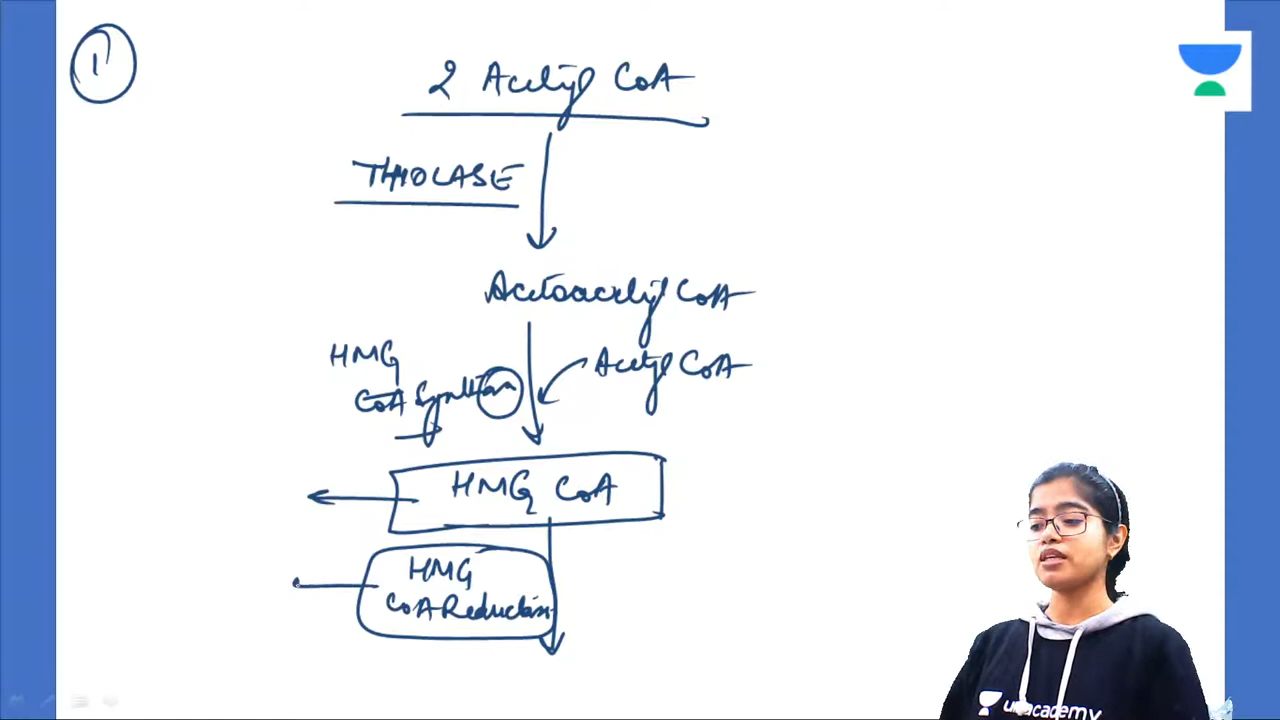 1
2 Acetyl CoA
THIOLASE
Acetoacetyl CoA
HMG
CoA Synthase
Acetyl CoA
HMG CoA
HMG
CoA Reductase
unacademy